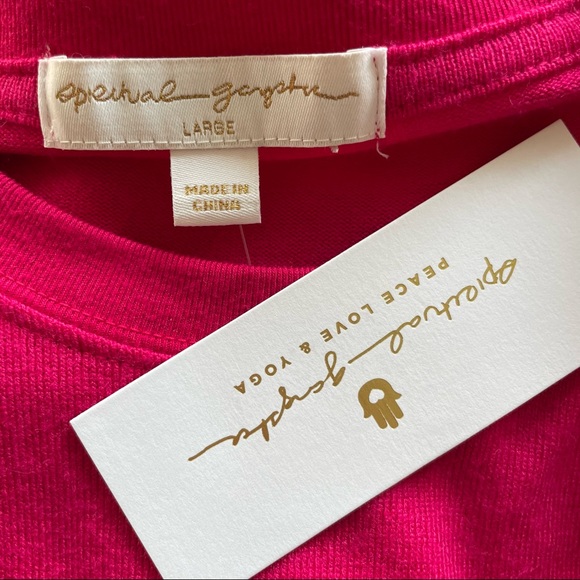 spiritual gangster
LARGE
MADE IN
CHINA
spiritual gangster
PEACE LOVE & YOGA